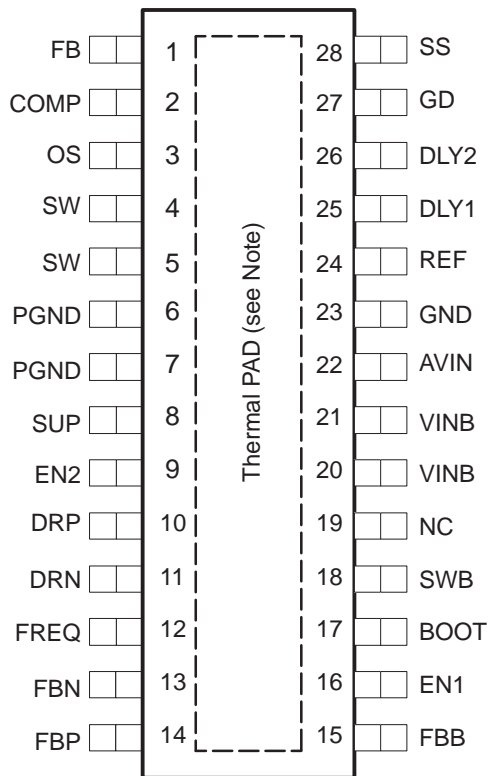 FB 1 28 SS
COMP 2 27 GD
OS 3 26 DLY2
SW 4 25 DLY1
SW 5 24 REF
PGND 6 23 GND
PGND 7 22 AVIN
SUP 8 21 VINB
EN2 9 20 VINB
DRP 10 19 NC
DRN 11 18 SWB
FREQ 12 17 BOOT
FBN 13 16 EN1
FBP 14 15 FBB
Thermal PAD (see Note)